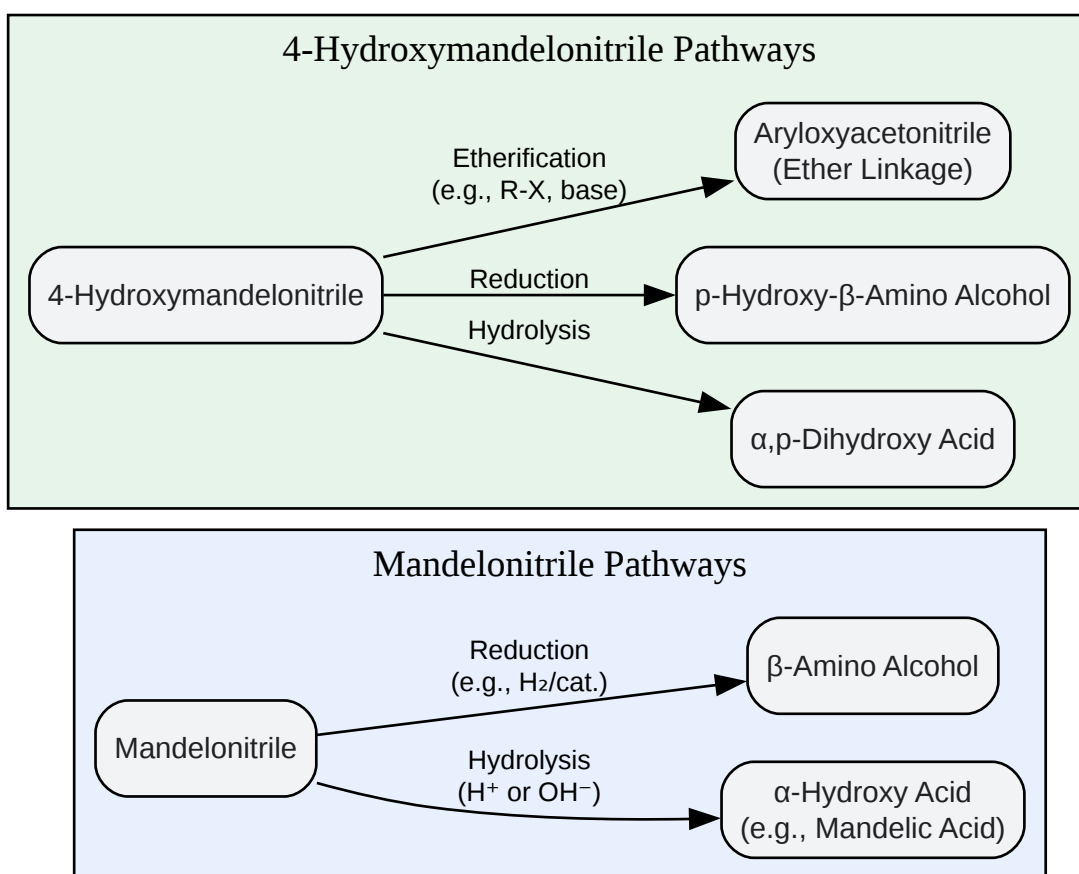 4-Hydroxymandelonitrile Pathways
Etherification
(e.g., R-X, base)
Aryloxyacetonitrile
(Ether Linkage)
4-Hydroxymandelonitrile
Reduction
p-Hydroxy-β-Amino Alcohol
Hydrolysis
α,p-Dihydroxy Acid
Mandelonitrile Pathways
Reduction
(e.g., H₂/cat.)
β-Amino Alcohol
Mandelonitrile
Hydrolysis
(H⁺ or OH⁻)
α-Hydroxy Acid
(e.g., Mandelic Acid)